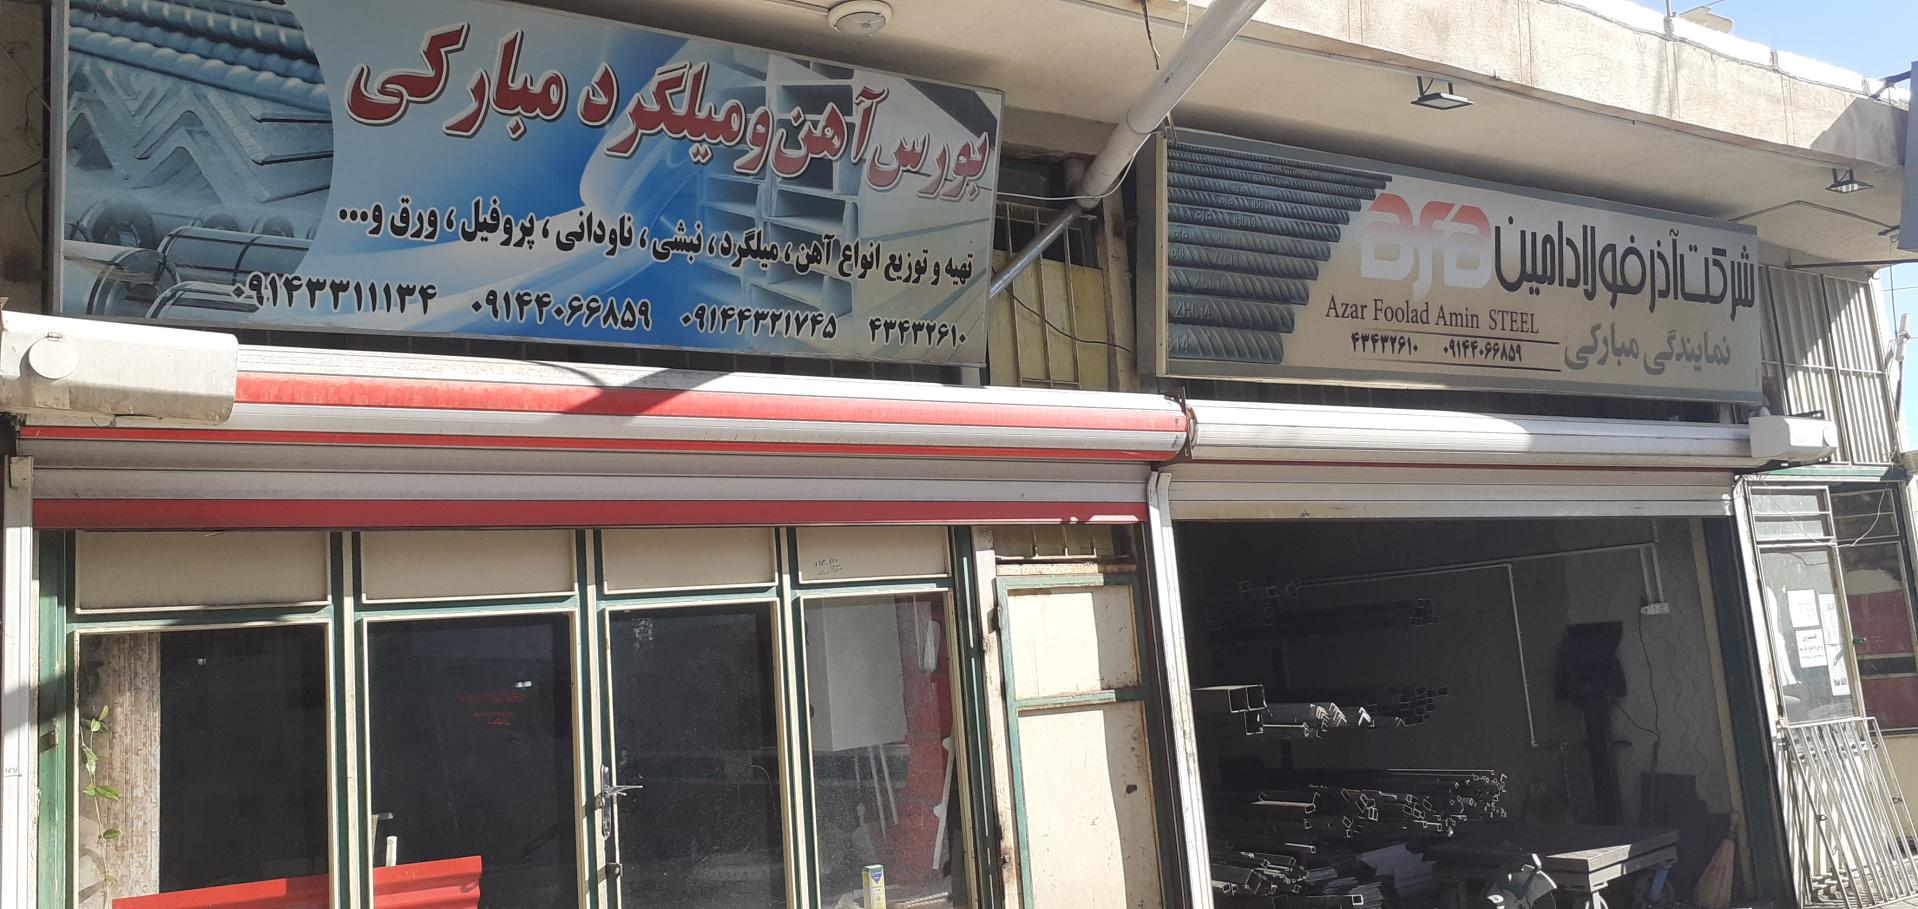 بورس آهن و میلگرد مبارکی
تهیه و توزیع انواع آهن، میلگرد، نبشی، ناودانی، پروفیل، ورق و...
۰۹۱۴۳۳۱۱۱۳۴ ۰۹۱۴۴۰۶۶۸۵۹ ۰۹۱۴۴۳۲۱۷۴۵ ۴۳۴۳۲۶۱۰
شرکت آذر فولاد امین afa
Azar Foolad Amin STEEL
۴۳۴۳۲۶۱۰ ۰۹۱۴۴۰۶۶۸۵۹
نمایندگی مبارکی